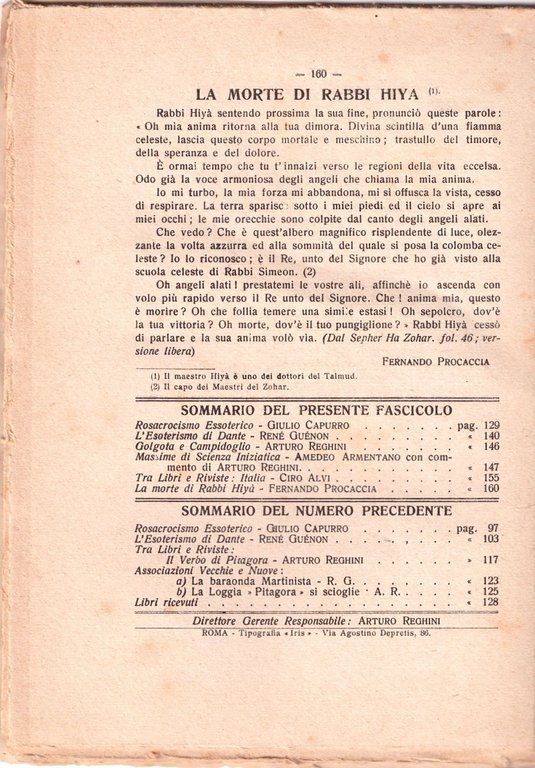 — 160 —
LA MORTE DI RABBI HIYA (1).
Rabbi Hiyà sentendo prossima la sua fine, pronunciò queste parole:
« Oh mia anima ritorna alla tua dimora. Divina scintilla d'una fiamma
celeste, lascia questo corpo mortale e meschino; trastullo del timore,
della speranza e del dolore.
È ormai tempo che tu t'innalzi verso le regioni della vita eccelsa.
Odo già la voce armoniosa degli angeli che chiama la mia anima.
Io mi turbo, la mia forza mi abbandona, mi si offusca la vista, cesso
di respirare. La terra sparisc: sotto i miei piedi ed il cielo si apre ai
miei occhi; le mie orecchie sono colpite dal canto degli angeli alati.
Che vedo? Che è quest'albero magnifico risplendente di luce, olez-
zante la volta azzurra ed alla sommità del quale si posa la colomba ce-
leste? Io lo riconosco; è il Re, unto del Signore che ho già visto alla
scuola celeste di Rabbi Simeon. (2)
Oh angeli alati! prestatemi le vostre ali, affinchè io ascenda con
volo più rapido verso il Re unto del Signore. Che! anima mia, questo
è morire? Oh che follia temere una simile estasi! Oh sepolcro, dov'è
la tua vittoria? Oh morte, dov'è il tuo pungiglione? » Rabbi Hiyà cessò
di parlare e la sua anima volò via. (Dal Sepher Ha Zohar. fol. 46; ver-
sione libera)
FERNANDO PROCACCIA
(1) Il maestro Hiyà è uno dei dottori del Talmud.
(2) Il capo dei Maestri del Zohar.
SOMMARIO DEL PRESENTE FASCICOLO
Rosacrocismo Essoterico - GIULIO CAPURRO . . . . . . . pag. 129
L'Esoterismo di Dante - RENÉ GUÉNON . . . . . . . . « 140
Golgota e Campidoglio - ARTURO REGHINI . . . . . . . « 146
Massime di Scienza Iniziatica - AMEDEO ARMENTANO con com-
mento di ARTURO REGHINI. . . . . . . . . . « 147
Tra Libri e Riviste: Italia - CIRO ALVI . . . . . . . . « 155
La morte di Rabbi Hiyà - FERNANDO PROCACCIA . . . . . « 160
SOMMARIO DEL NUMERO PRECEDENTE
Rosacrocismo Essoterico - GIULIO CAPURRO . . . . . . . pag. 97
L'Esoterismo di Dante - RENÉ GUÉNON . . . . . . . . « 103
Tra Libri e Riviste:
Il Verbo di Pitagora - ARTURO REGHINI . . . . . . . » 117
Associazioni Vecchie e Nuove:
a) La baraonda Martinista - R. G. . . . . . . . . « 123
b) La Loggia » Pitagora » si scioglie - A. R. . . . . . « 125
Libri ricevuti . . . . . . . . . . . . . . . . « 128
Direttore Gerente Responsabile: ARTURO REGHINI
ROMA - Tipografia «Iris» - Via Agostino Depretis, 86.